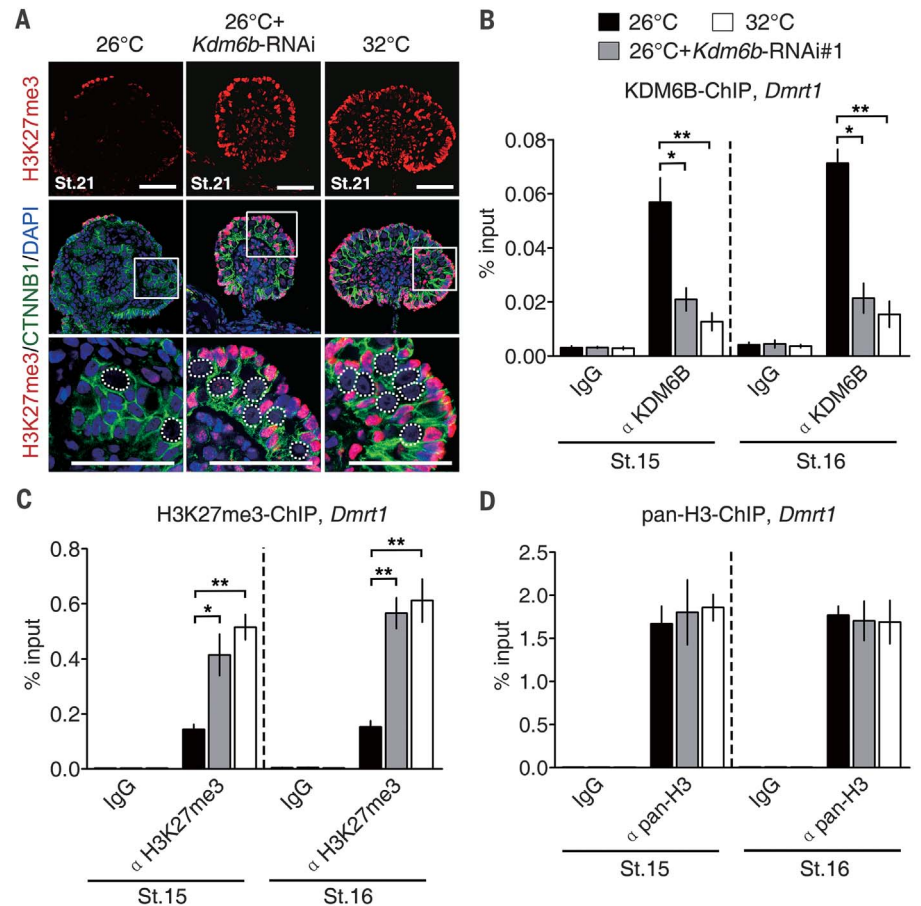 A
26°C
26°C+
Kdm6b-RNAi
32°C
H3K27me3
St.21
St.21
St.21
H3K27me3/CTNNB1/DAPI
B
26°C
32°C
26°C+Kdm6b-RNAi#1
KDM6B-ChIP, Dmrt1
% input
0.08
0.06
0.04
0.02
0.00
**
*
**
*
IgG
α KDM6B
IgG
α KDM6B
St.15
St.16
C
H3K27me3-ChIP, Dmrt1
% input
0.8
0.6
0.4
0.2
0.0
**
*
**
**
IgG
α H3K27me3
IgG
α H3K27me3
St.15
St.16
D
pan-H3-ChIP, Dmrt1
% input
2.5
2.0
1.5
1.0
0.5
0.0
IgG
α pan-H3
IgG
α pan-H3
St.15
St.16